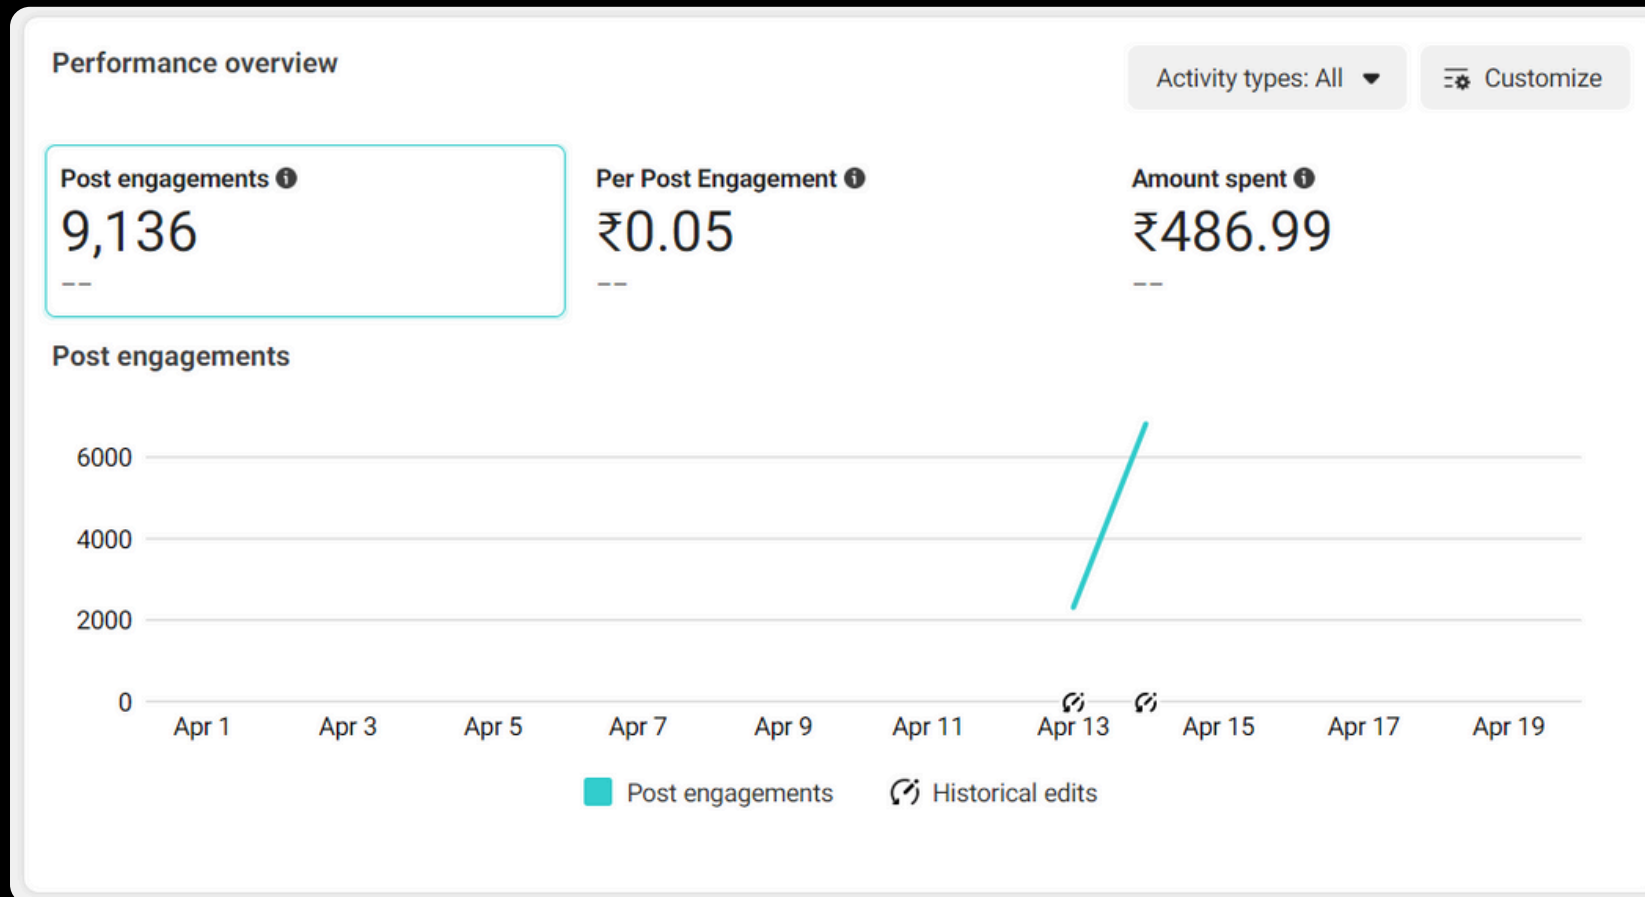 Performance overview
Activity types: All
Customize
Post engagements
9,136
--
Per Post Engagement
₹0.05
--
Amount spent
₹486.99
--
Post engagements
6000
4000
2000
0
Apr 1 Apr 3 Apr 5 Apr 7 Apr 9 Apr 11 Apr 13 Apr 15 Apr 17 Apr 19
Post engagements Historical edits